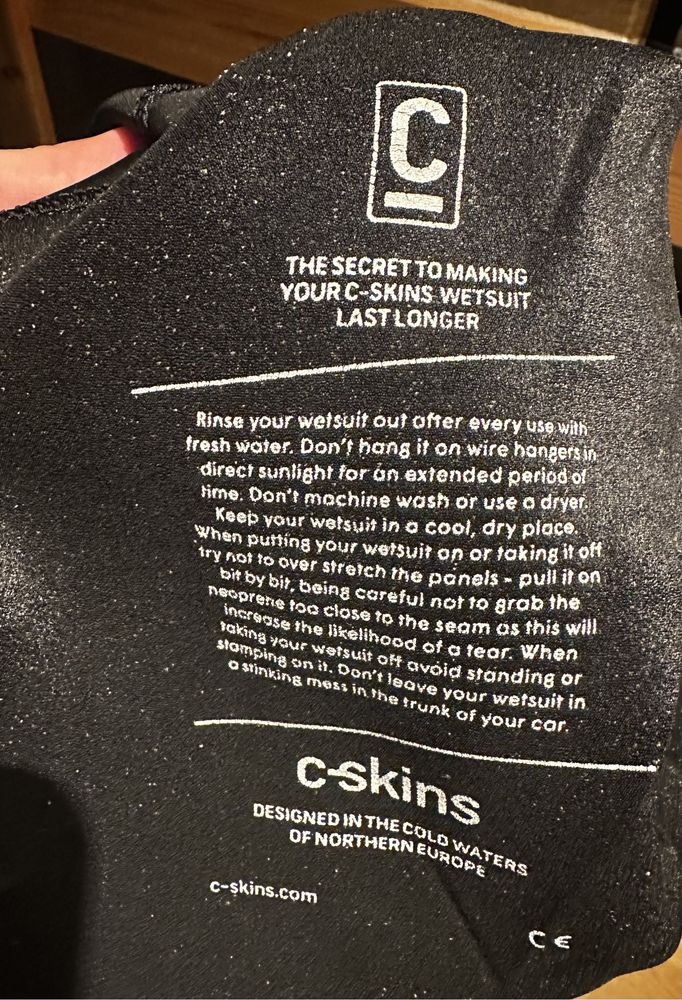 C
THE SECRET TO MAKING
YOUR C-SKINS WETSUIT
LAST LONGER
Rinse your wetsuit out after every use with
fresh water. Don't hang it on wire hangers in
direct sunlight for an extended period of
time. Don't machine wash or use a dryer.
Keep your wetsuit in a cool, dry place.
When putting your wetsuit on or taking it off
try not to over stretch the panels - pull it on
bit by bit, being careful not to grab the
neoprene too close to the seam as this will
increase the likelihood of a tear. When
taking your wetsuit off avoid standing or
stamping on it. Don't leave your wetsuit in
a stinking mess in the trunk of your car.
c-skins
DESIGNED IN THE COLD WATERS
OF NORTHERN EUROPE
c-skins.com
CE